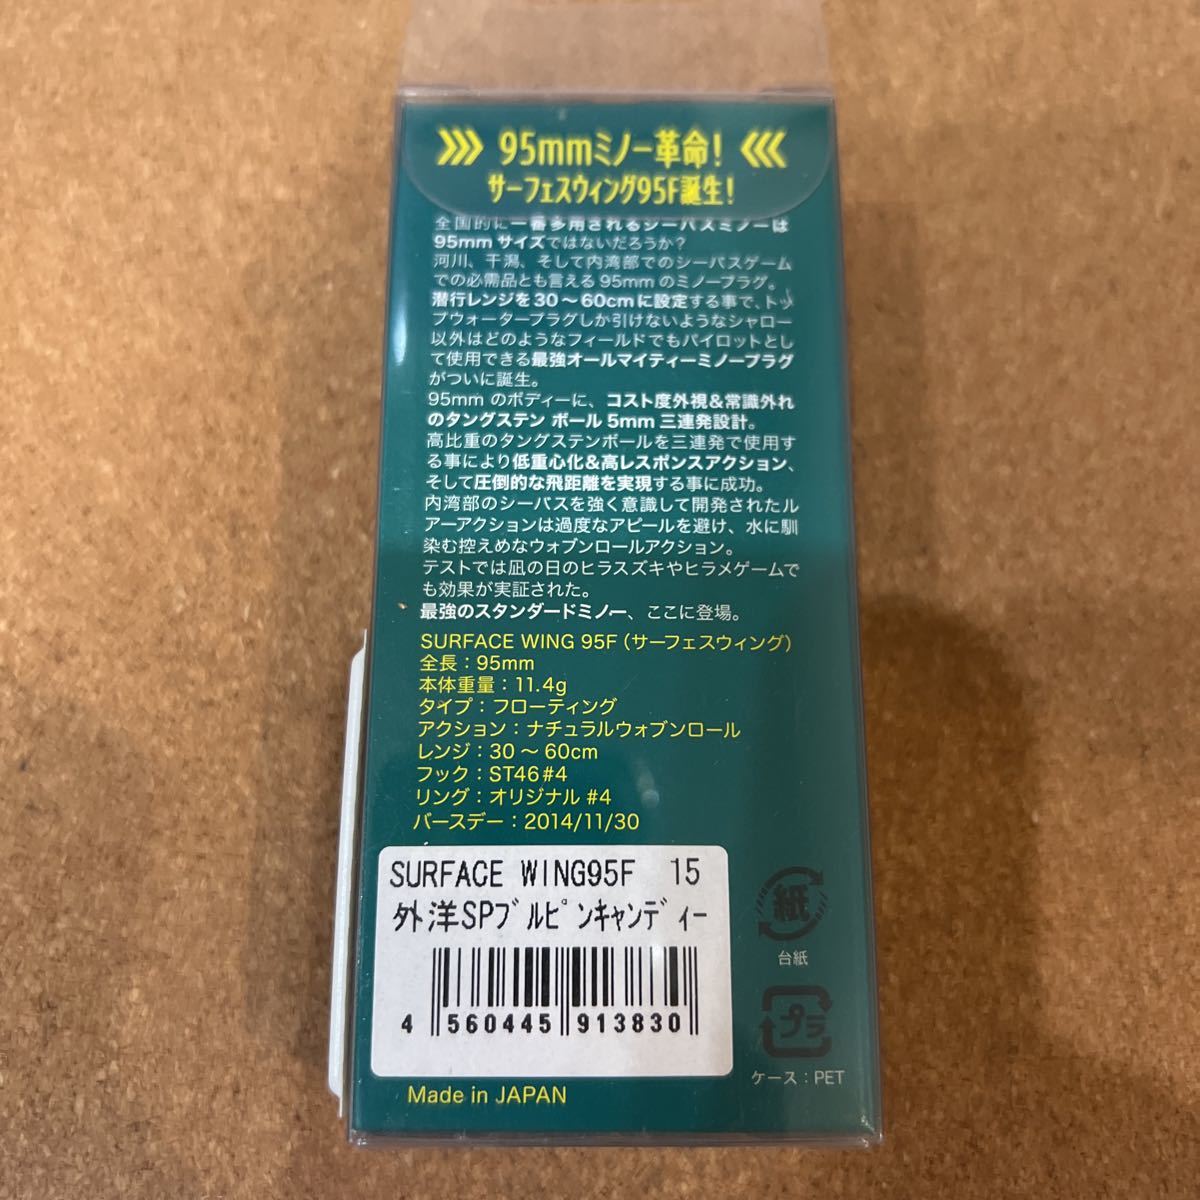 95mmミノー革命!
サーフェスウィング95F誕生!
全国的に一番多用されるシーバスミノーは
95mm サイズではないだろうか?
河川、干潟、そして内湾部でのシーバスゲーム
での必需品とも言える 95mm のミノープラグ。
潜行レンジを 30 〜 60cm に設定する事で、トッ
プウォータープラグしか引けないようなシャロー
以外はどのようなフィールドでもパイロットとし
て使用できる最強オールマイティーミノープラグ
がついに誕生。
95mm のボディーに、コスト度外視&常識外れ
のタングステン ボール 5mm 三連発設計。
高比重のタングステンボールを三連発で使用す
る事により低重心化&高レスポンスアクション、
そして圧倒的な飛距離を実現する事に成功。
内湾部のシーバスを強く意識して開発されたル
アーアクションは過度なアピールを避け、水に馴
染む控えめなウォブンロールアクション。
テストでは凪の日のヒラスズキやヒラメゲームで
も効果が実証された。
最強のスタンダードミノー、ここに登場。
SURFACE WING 95F (サーフェスウィング)
全長：95mm
本体重量：11.4g
タイプ：フローティング
アクション：ナチュラルウォブンロール
レンジ：30 〜 60cm
フック：ST46#4
リング：オリジナル #4
バースデー：2014/11/30
SURFACE WING95F 15
外洋SPﾌﾞﾙﾋﾟﾝｷｬﾝﾃﾞｨｰ
4 560445 913830
紙
台紙
プラ
ケース：PET
Made in JAPAN